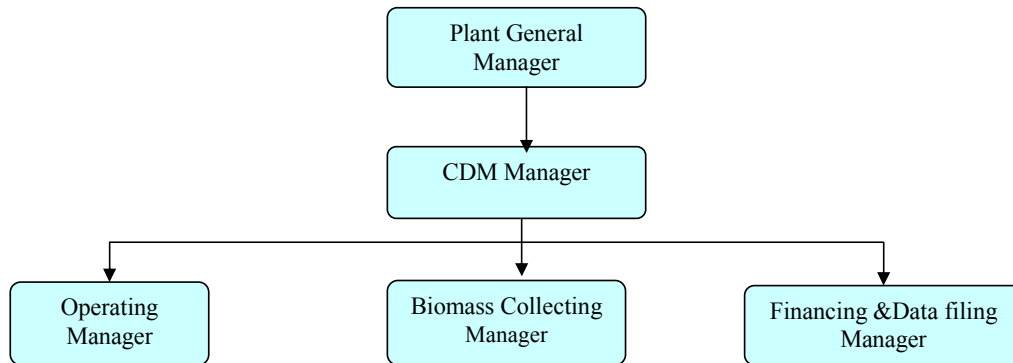 Plant General
Manager
CDM Manager
Operating
Manager
Biomass Collecting
Manager
Financing &Data filing
Manager